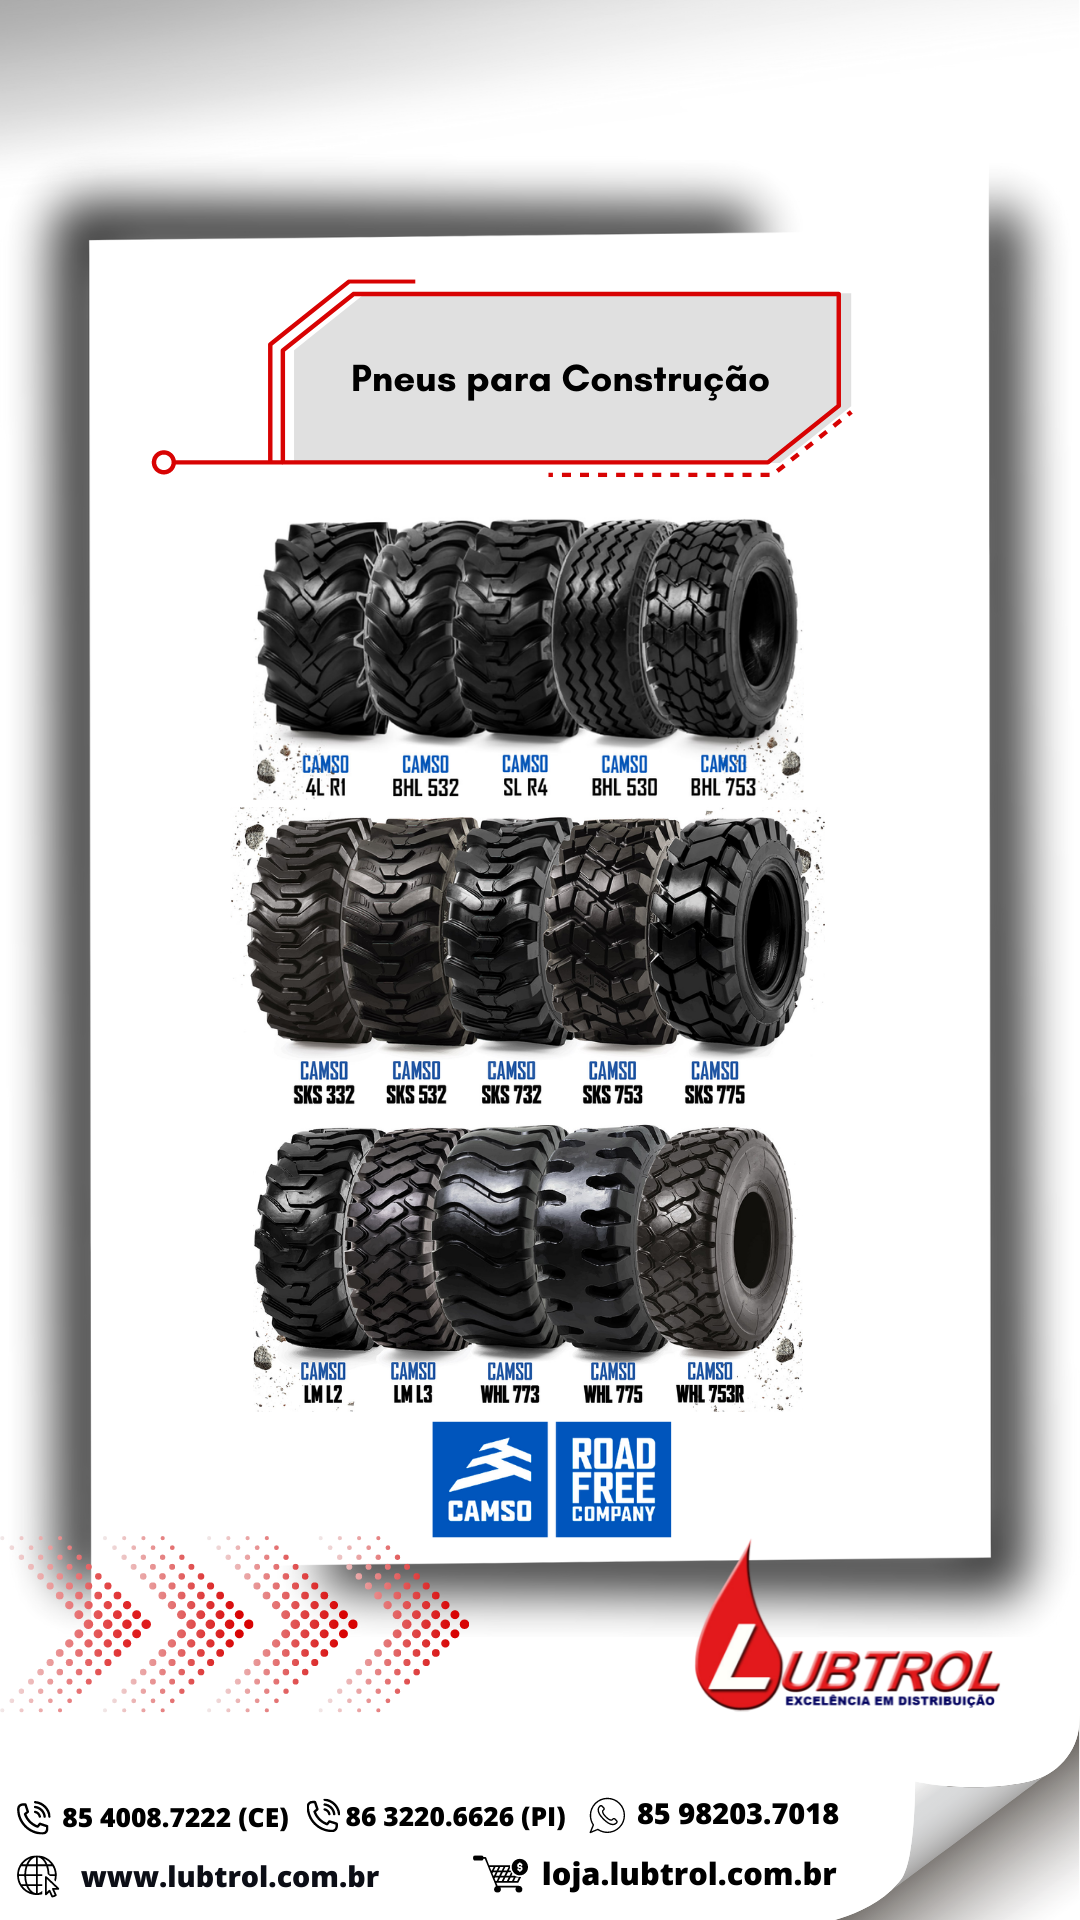 Pneus para Construção
CAMSO CAMSO CAMSO CAMSO CAMSO
4L R1 BHL 532 SL R4 BHL 530 BHL 753
CAMSO CAMSO CAMSO CAMSO CAMSO
SKS 332 SKS 532 SKS 732 SKS 753 SKS 775
CAMSO CAMSO CAMSO CAMSO CAMSO
LM L2 LM L3 WHL 773 WHL 775 WHL 753R
CAMSO
ROAD
FREE
COMPANY
LUBTROL
EXCELÊNCIA EM DISTRIBUIÇÃO
85 4008.7222 (CE) 86 3220.6626 (PI) 85 98203.7018
www.lubtrol.com.br loja.lubtrol.com.br